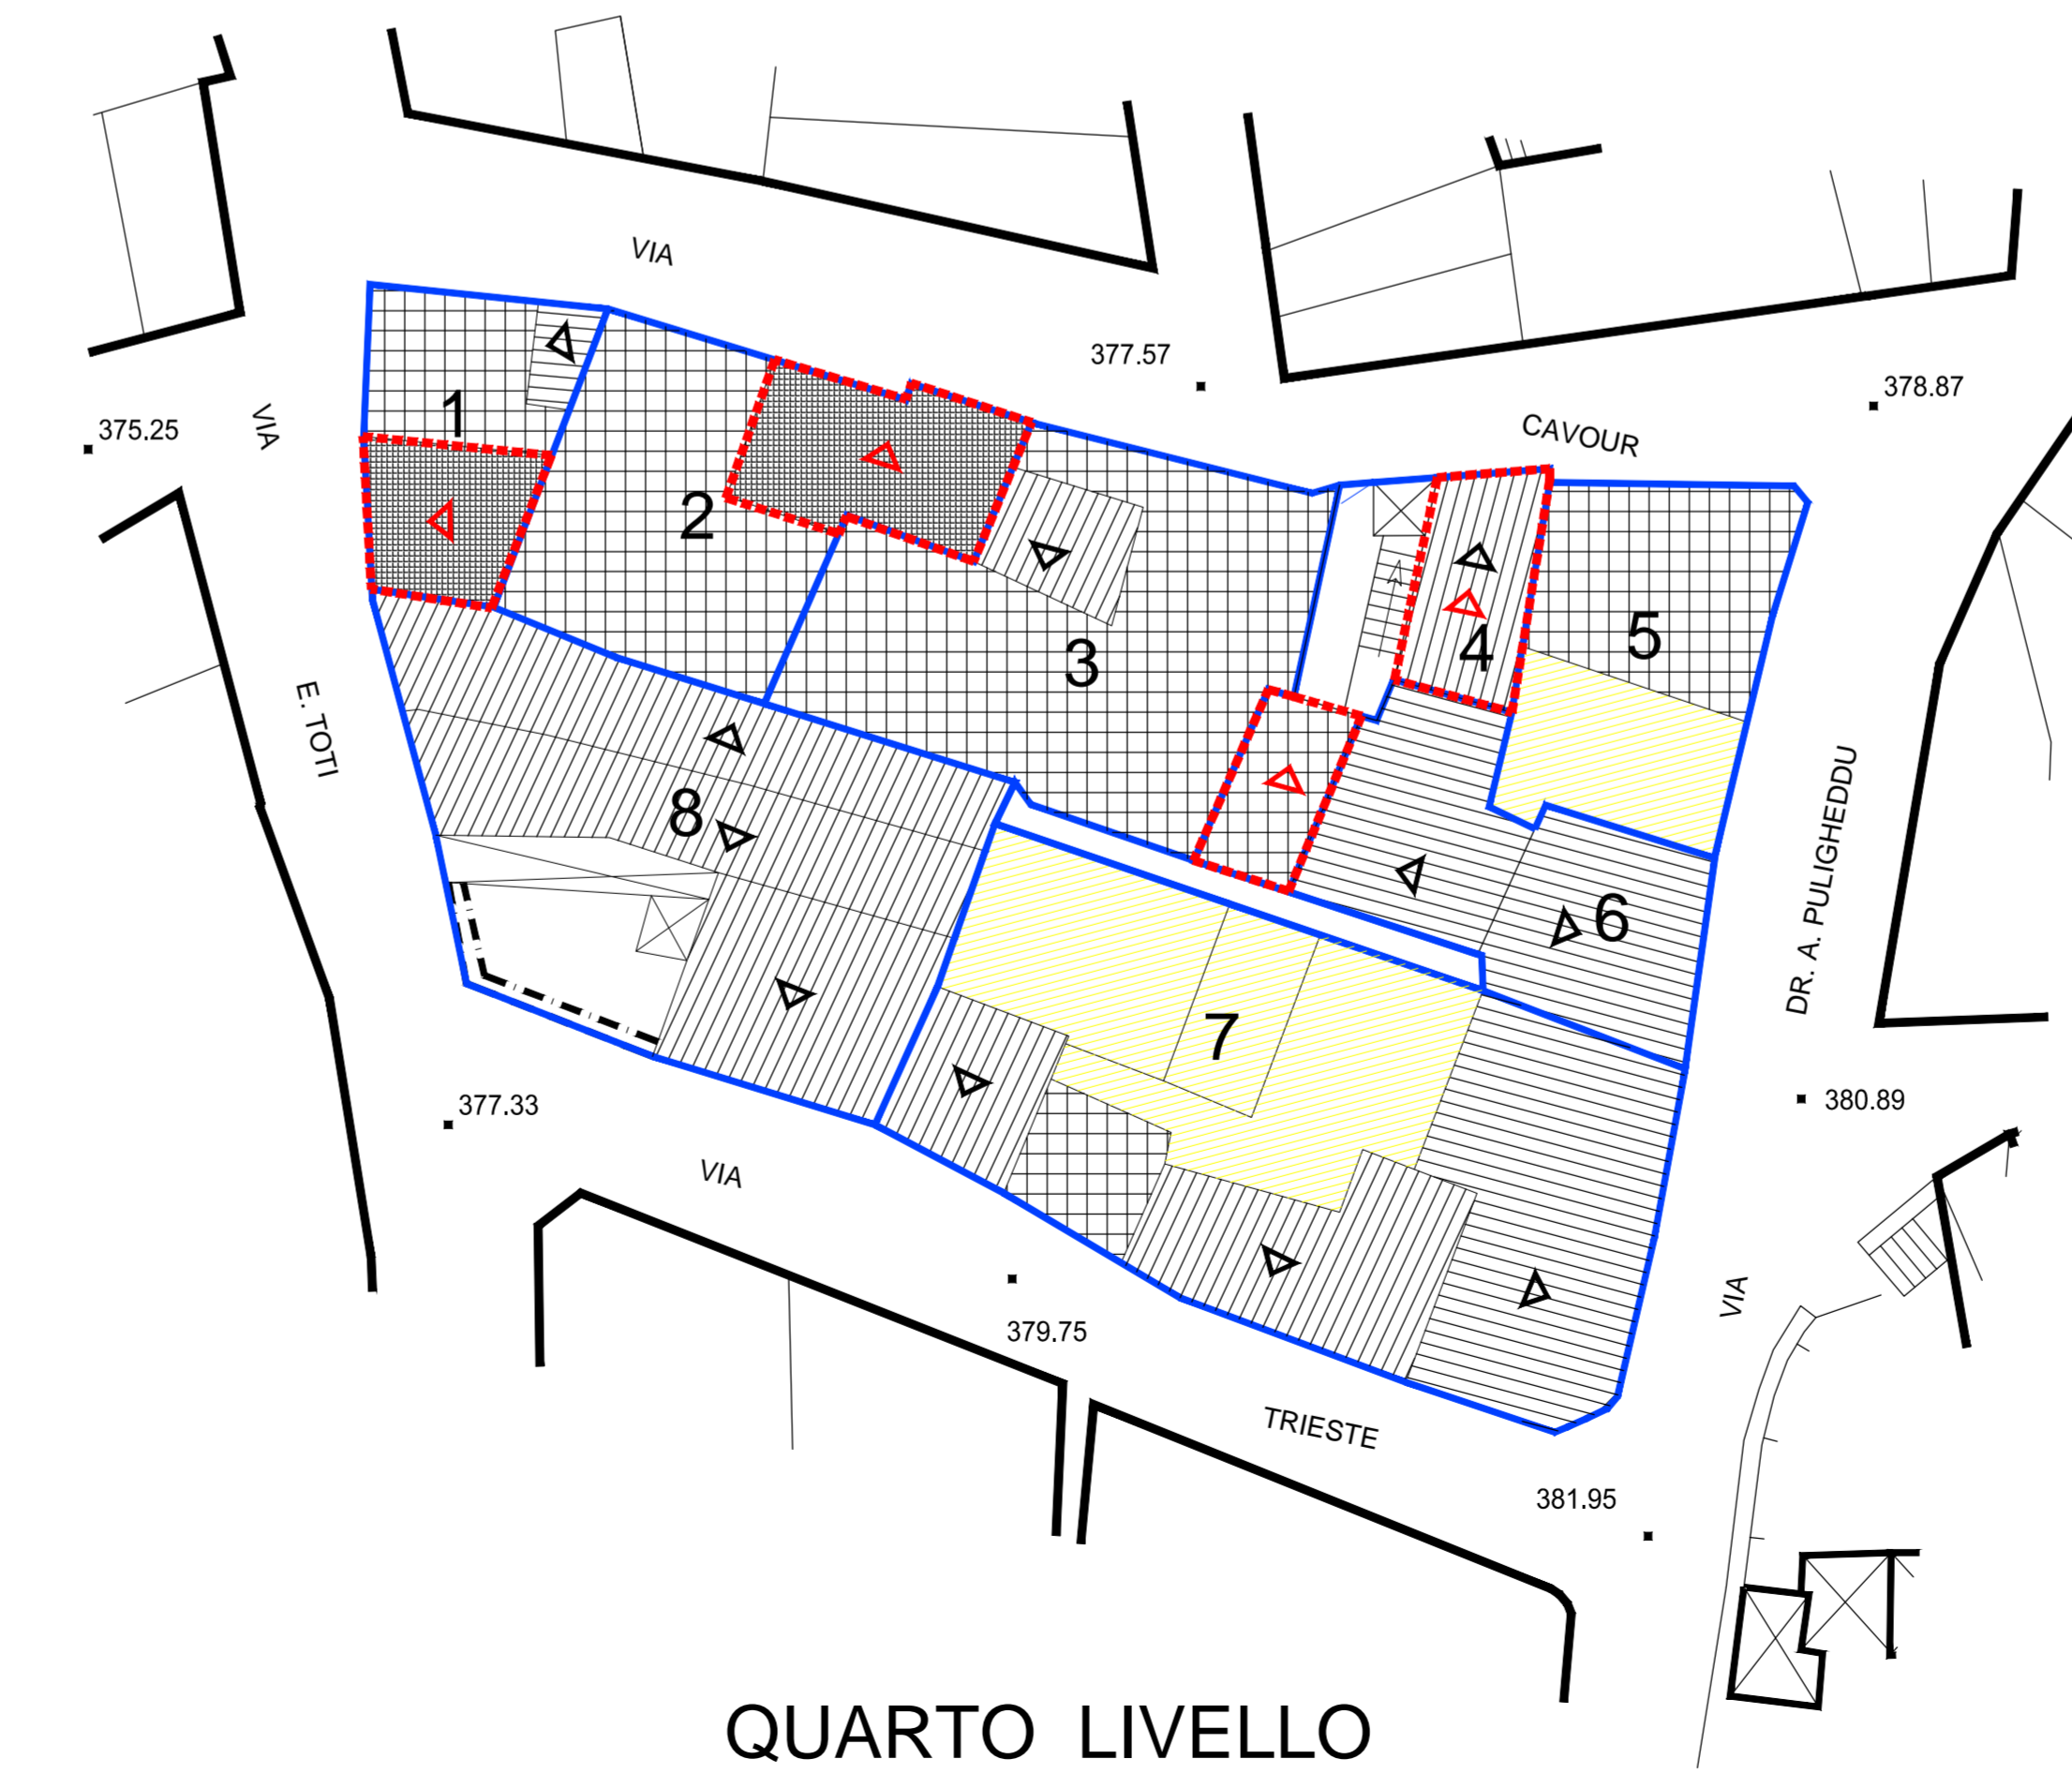 VIA
377.57
378.87
375.25
VIA
1
CAVOUR
2
5
3
4
E. TOTI
8
DR. A. PULIGHEDDU
6
7
377.33
380.89
VIA
VIA
379.75
TRIESTE
381.95
QUARTO LIVELLO